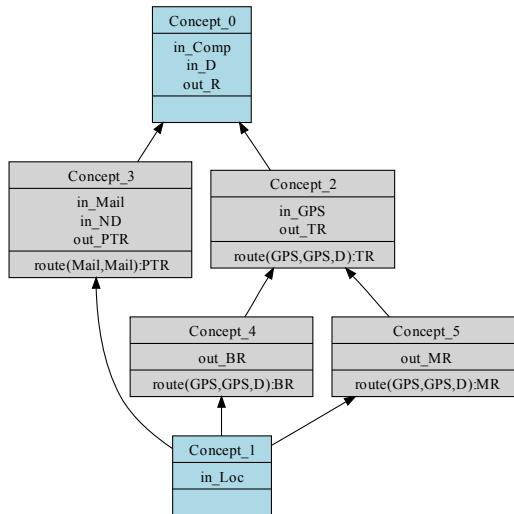 Concept_0
in_Comp
in_D
out_R
Concept_3
in_Mail
in_ND
out_PTR
route(Mail,Mail):PTR
Concept_2
in_GPS
out_TR
route(GPS,GPS,D):TR
Concept_4
out_BR
route(GPS,GPS,D):BR
Concept_5
out_MR
route(GPS,GPS,D):MR
Concept_1
in_Loc